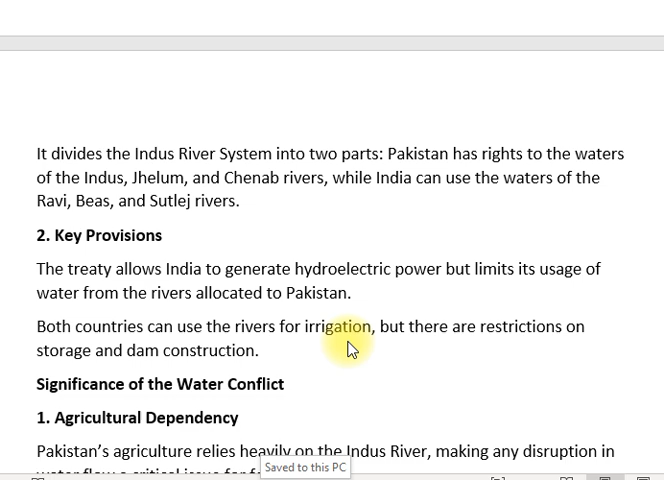 It divides the Indus River System into two parts: Pakistan has rights to the waters
of the Indus, Jhelum, and Chenab rivers, while India can use the waters of the
Ravi, Beas, and Sutlej rivers.
2. Key Provisions
The treaty allows India to generate hydroelectric power but limits its usage of
water from the rivers allocated to Pakistan.
Both countries can use the rivers for irrigation, but there are restrictions on
storage and dam construction.
Significance of the Water Conflict
1. Agricultural Dependency
Pakistan's agriculture relies heavily on the Indus River, making any disruption in
Saved to this PC